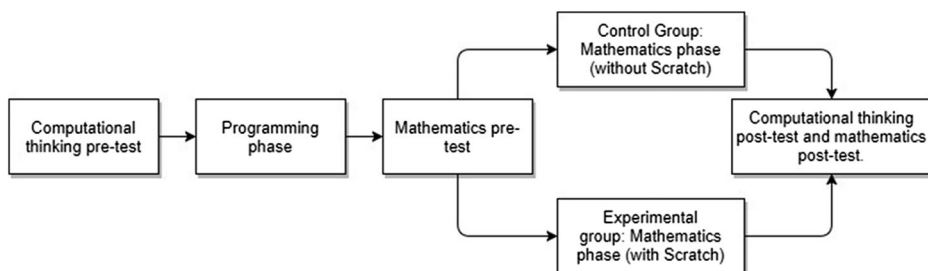 Computational
thinking pre-test
Programming
phase
Mathematics pre-
test
Control Group:
Mathematics phase
(without Scratch)
Experimental
group: Mathematics
phase (with Scratch)
Computational thinking
post-test and mathematics
post-test.